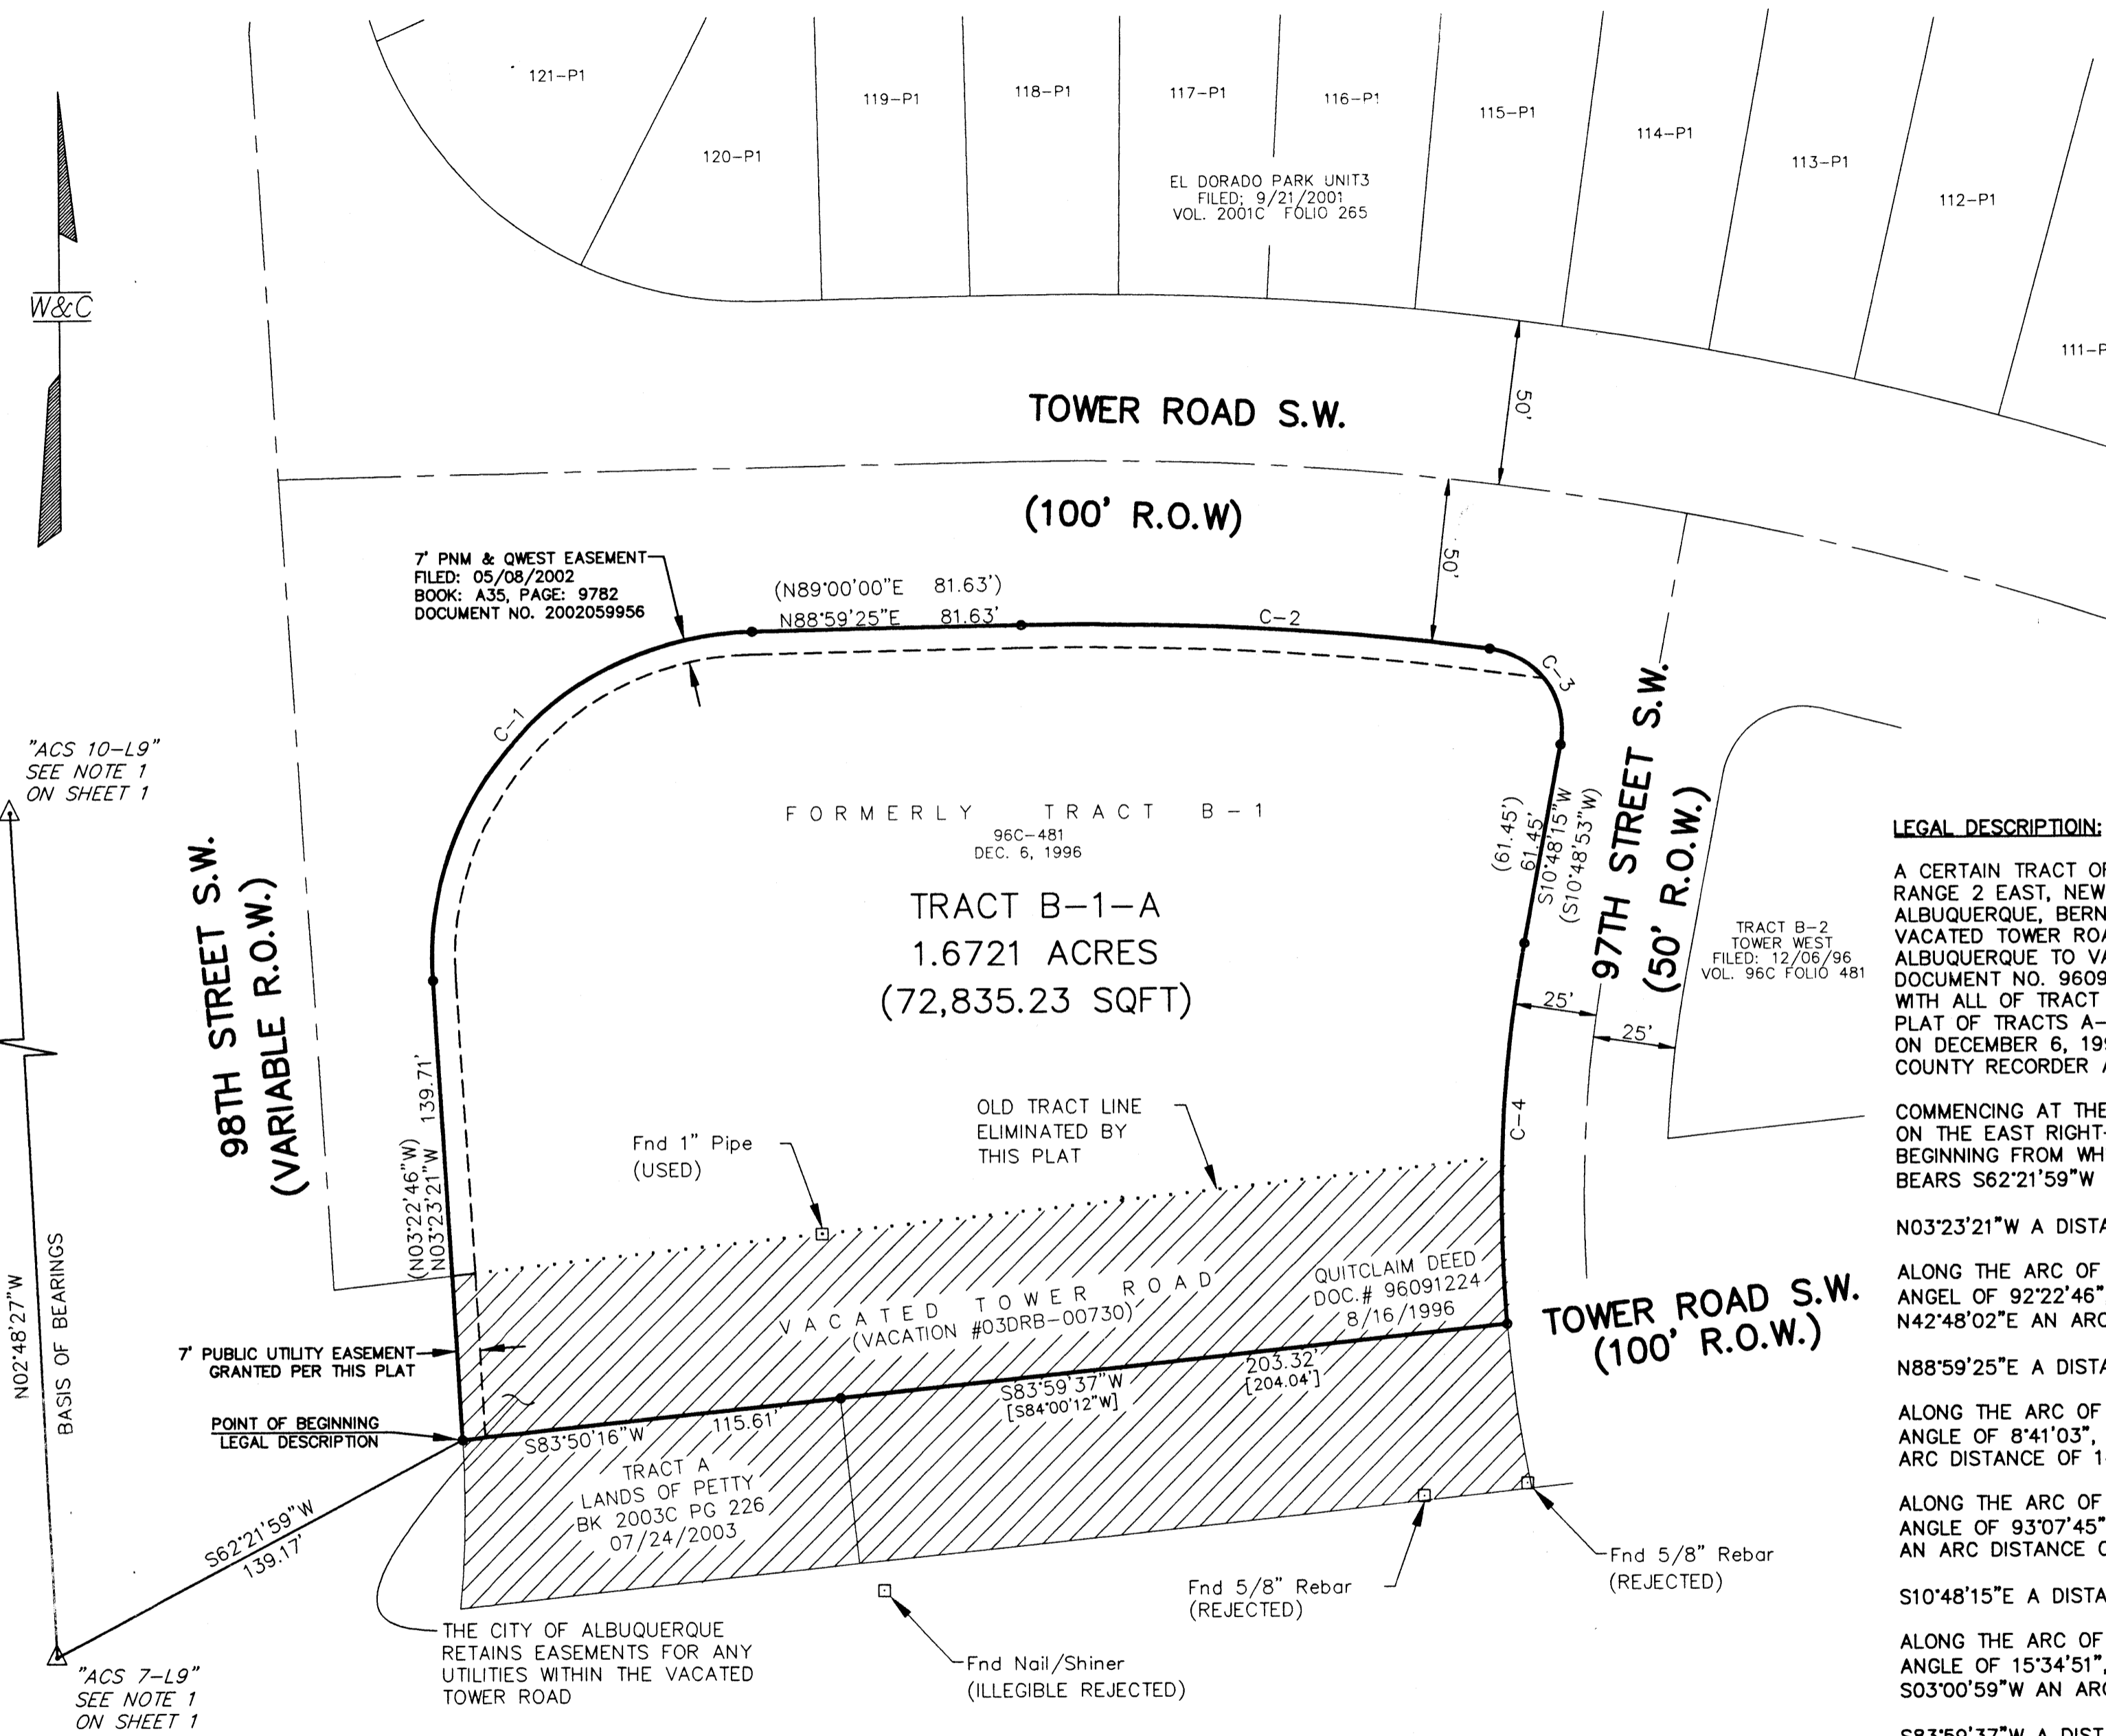 121-P1
120-P1
119-P1
118-P1
117-P1
116-P1
115-P1
114-P1
113-P1
112-P1
111-P
EL DORADO PARK UNIT3
FILED; 9/21/2001
VOL. 2001C FOLIO 265
W&C
TOWER ROAD S.W.
(100' R.O.W)
50'
50'
7' PNM & QWEST EASEMENT
FILED: 05/08/2002
BOOK: A35, PAGE: 9782
DOCUMENT NO. 2002059956
(N89°00'00"E 81.63')
N88°59'25"E 81.63'
C-2
C-3
C-1
"ACS 10-L9"
SEE NOTE 1
ON SHEET 1
98TH STREET S.W.
(VARIABLE R.O.W.)
FORMERLY TRACT B-1
96C-481
DEC. 6, 1996
TRACT B-1-A
1.6721 ACRES
(72,835.23 SQFT)
(61.45')
61.45'
S10°48'15"W
(S10°48'53"W)
97TH STREET S.W.
(50' R.O.W.)
TRACT B-2
TOWER WEST
FILED: 12/06/96
VOL. 96C FOLIO 481
25'
25'
C-4
139.71'
(N03°22'46"W)
N03°23'21"W
Fnd 1" Pipe
(USED)
OLD TRACT LINE
ELIMINATED BY
THIS PLAT
N02°48'27"W
BASIS OF BEARINGS
VACATED TOWER ROAD
(VACATION #03DRB-00730)
QUITCLAIM DEED
DOC.# 96091224
8/16/1996
TOWER ROAD S.W.
(100' R.O.W.)
7' PUBLIC UTILITY EASEMENT
GRANTED PER THIS PLAT
POINT OF BEGINNING
LEGAL DESCRIPTION
S83°50'16"W 115.61'
S83°59'37"W 203.32'
[S84°00'12"W] [204.04']
TRACT A
LANDS OF PETTY
BK 2003C PG 226
07/24/2003
S62°21'59"W
139.17'
"ACS 7-L9"
SEE NOTE 1
ON SHEET 1
THE CITY OF ALBUQUERQUE
RETAINS EASEMENTS FOR ANY
UTILITIES WITHIN THE VACATED
TOWER ROAD
Fnd Nail/Shiner
(ILLEGIBLE REJECTED)
Fnd 5/8" Rebar
(REJECTED)
Fnd 5/8" Rebar
(REJECTED)
LEGAL DESCRIPTIOIN:
A CERTAIN TRACT OF
RANGE 2 EAST, NEW
ALBUQUERQUE, BERN
VACATED TOWER ROA
ALBUQUERQUE TO VA
DOCUMENT NO. 9609
WITH ALL OF TRACT
PLAT OF TRACTS A-
ON DECEMBER 6, 199
COUNTY RECORDER A
COMMENCING AT THE
ON THE EAST RIGHT-
BEGINNING FROM WH
BEARS S62°21'59"W
N03°23'21"W A DISTA
ALONG THE ARC OF
ANGEL OF 92°22'46"
N42°48'02"E AN ARC
N88°59'25"E A DISTA
ALONG THE ARC OF
ANGLE OF 8°41'03",
ARC DISTANCE OF 1
ALONG THE ARC OF
ANGLE OF 93°07'45"
AN ARC DISTANCE O
S10°48'15"E A DISTA
ALONG THE ARC OF
ANGLE OF 15°34'51",
S03°00'59"W AN ARC
S83°59'37"W A DIST